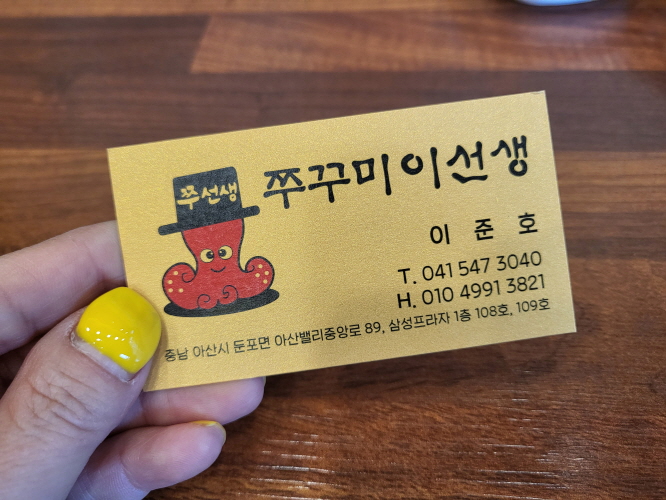 쭈꾸미이선생
쭈선생
이 준 호
T. 041 547 3040
H. 010 4991 3821
충남 아산시 둔포면 아산밸리중앙로 89, 삼성프라자 1층 108호, 109호